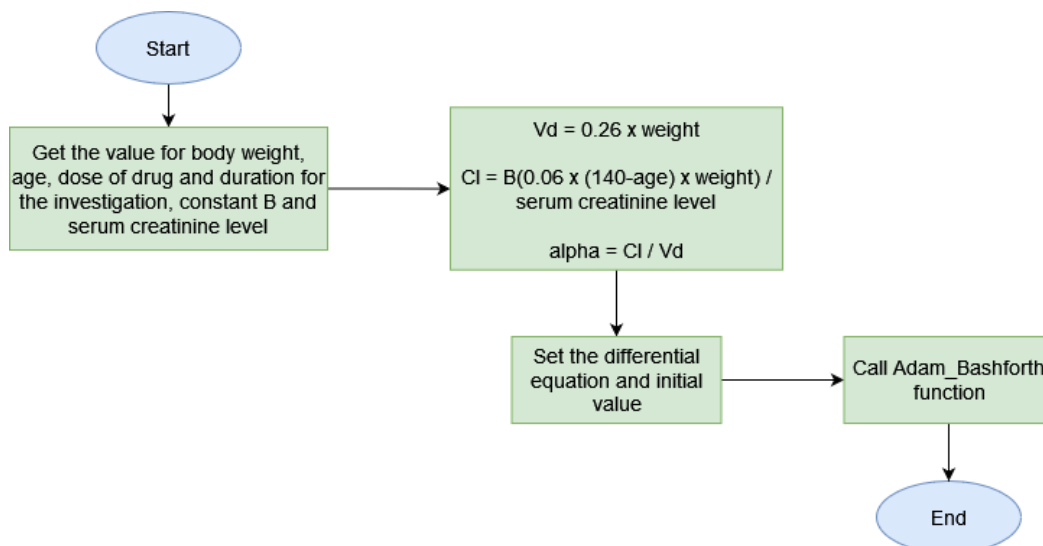 Start
Get the value for body weight,
age, dose of drug and duration for
the investigation, constant B and
serum creatinine level
Vd = 0.26 x weight
Cl = B(0.06 x (140-age) x weight) /
serum creatinine level
alpha = Cl / Vd
Set the differential
equation and initial
value
Call Adam_Bashforth
function
End